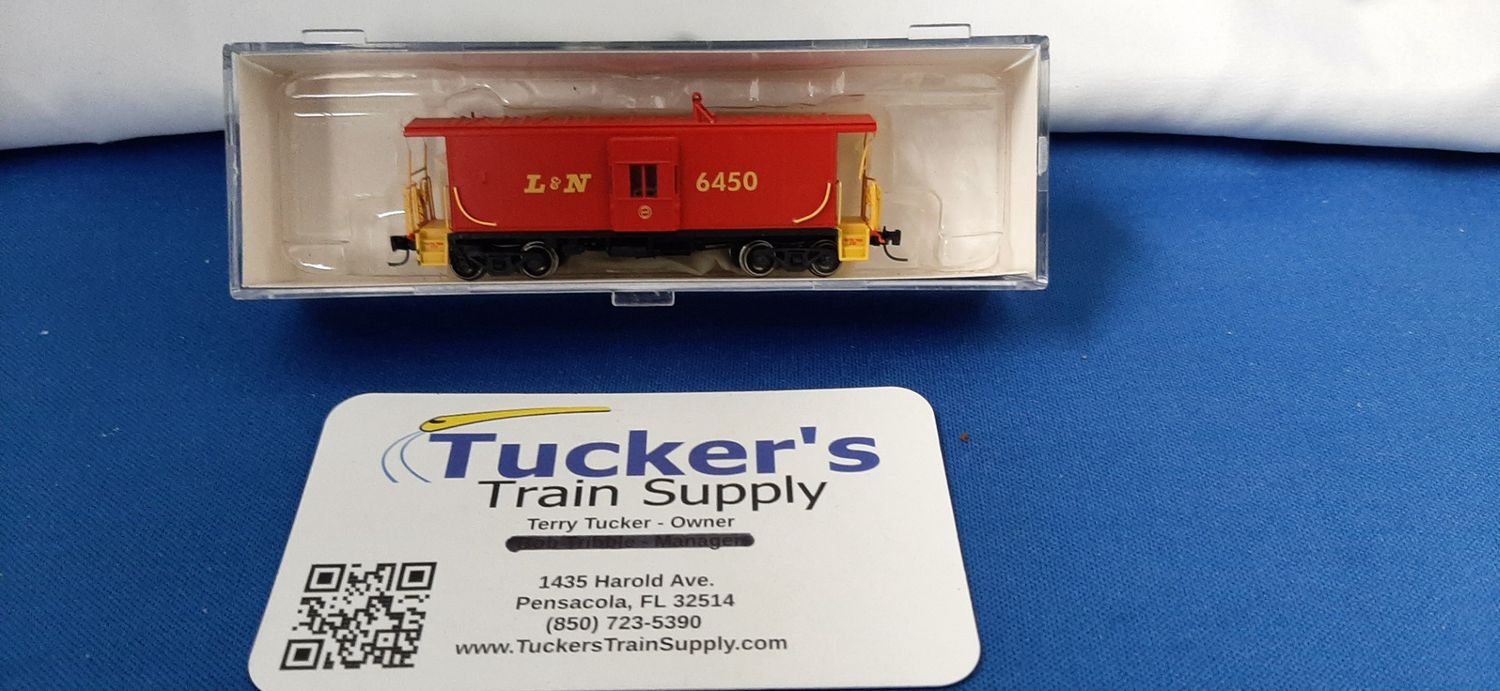 L & N 6450
Tucker's
Train Supply
Terry Tucker - Owner
1435 Harold Ave.
Pensacola, FL 32514
(850) 723-5390
www.TuckersTrainSupply.com